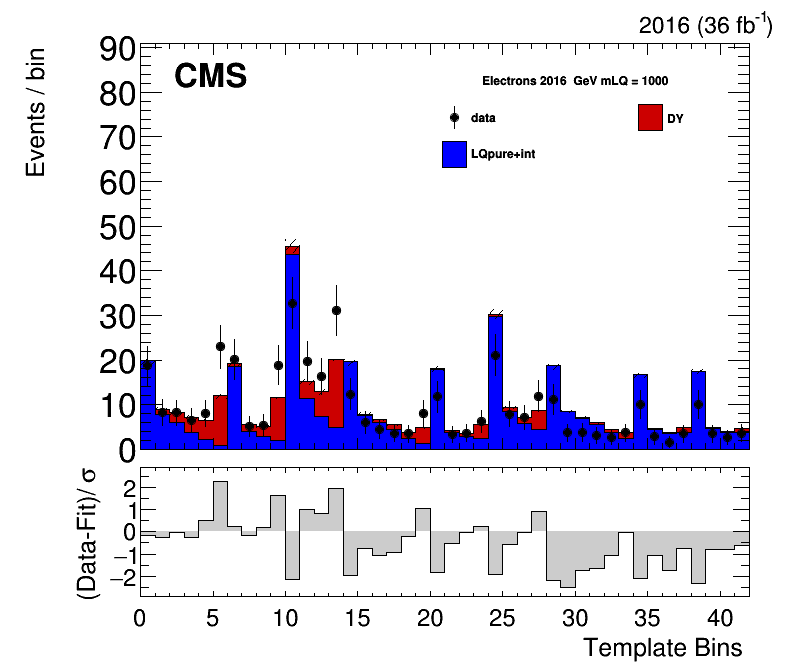 2016 (36 fb-1)
Events / bin
90
80
70
60
50
40
30
20
10
0
CMS
Electrons 2016 GeV mLQ = 1000
data
DY
LQpure+int
(Data-Fit)/ σ
2
1
0
−1
−2
0 5 10 15 20 25 30 35 40
Template Bins